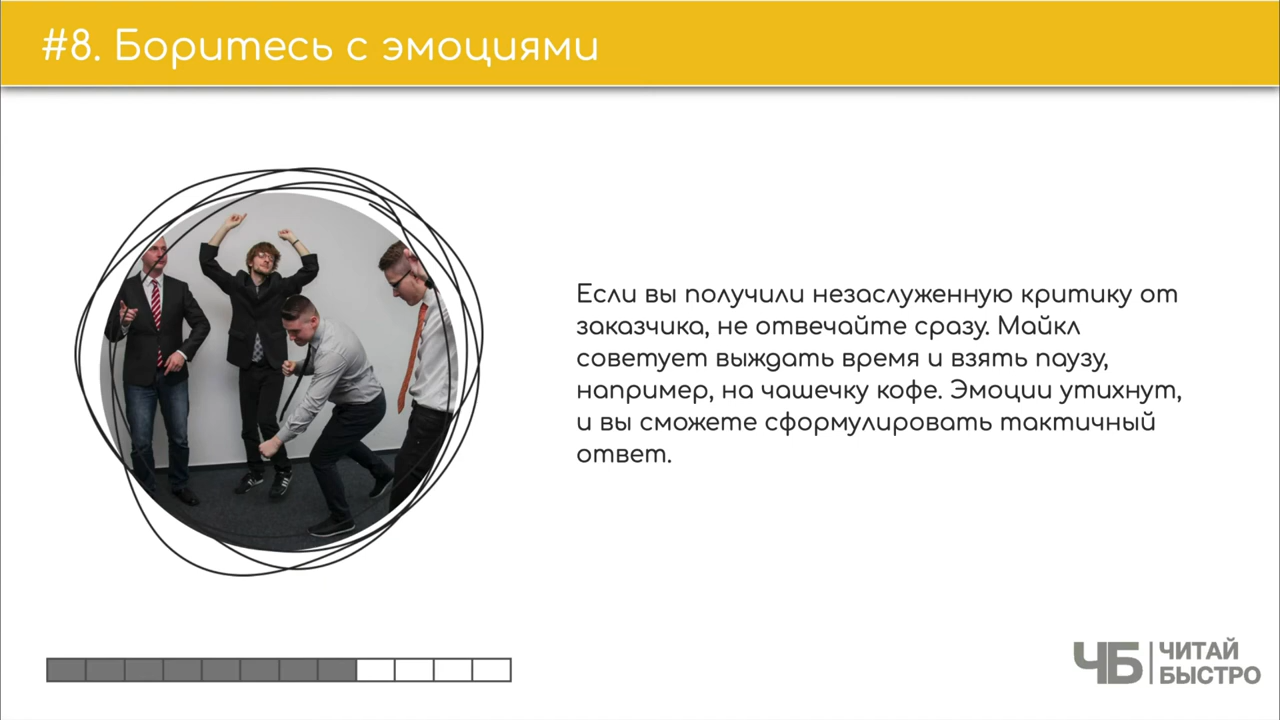 #8. Боритесь с эмоциями
Если вы получили незаслуженную критику от
заказчика, не отвечайте сразу. Майкл
советует выждать время и взять паузу,
например, на чашечку кофе. Эмоции утихнут,
и вы сможете сформулировать тактичный
ответ.
ЧБ
ЧИТАЙ
БЫСТРО